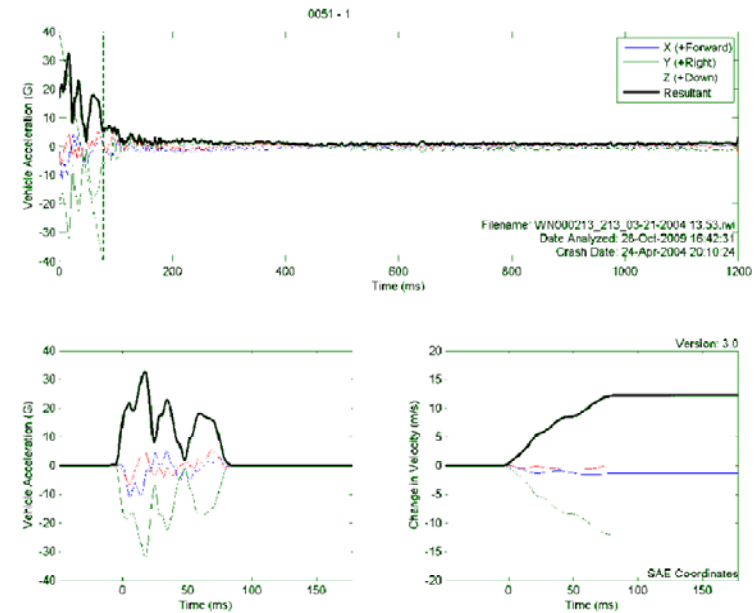 0051 - 1
Vehicle Acceleration (G)
40
30
20
10
0
-10
-20
-30
-40
X (+Forward)
Y (+Right)
Z (+Down)
Resultant
Filename: WN000213_213_03-21-2004 13.53.iwi
Date Analyzed: 26-Oct-2009 16:42:31
Crash Date: 24-Apr-2004 20:10:24
0 200 400 600 800 1000 1200
Time (ms)
Vehicle Acceleration (G)
40
30
20
10
0
-10
-20
-30
-40
0 50 100 150
Time (ms)
Version: 3.0
Change in Velocity (m/s)
20
15
10
5
0
-5
-10
-15
-20
SAE Coordinates
0 50 100 150
Time (ms)